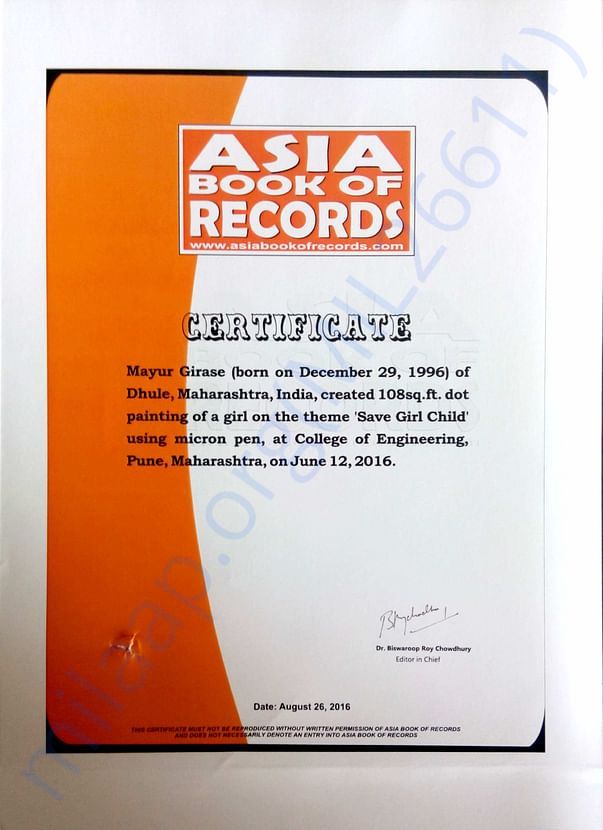 ASIA
BOOK OF
RECORDS
www.asiabookofrecords.com
CERTIFICATE
Mayur Girase (born on December 29, 1996) of
Dhule, Maharashtra, India, created 108sq.ft. dot
painting of a girl on the theme 'Save Girl Child'
using micron pen, at College of Engineering,
Pune, Maharashtra, on June 12, 2016.
Dr. Biswaroop Roy Chowdhury
Editor in Chief
Date: August 26, 2016
THIS CERTIFICATE MUST NOT BE REPRODUCED WITHOUT WRITTEN PERMISSION OF ASIA BOOK OF RECORDS
AND DOES NOT NECESSARILY DENOTE AN ENTRY INTO ASIA BOOK OF RECORDS